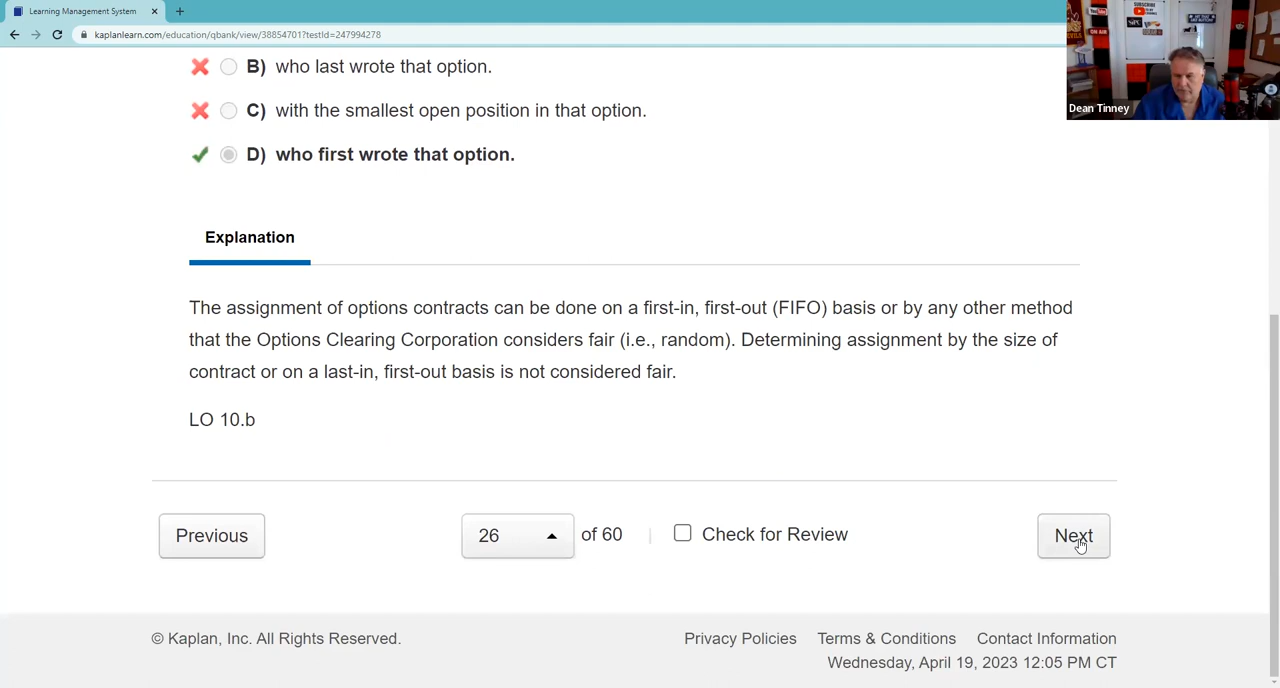 Learning Management System
kaplanlearn.com/education/qbank/view/38854701?testId=247994278
SUBSCRIBE
ON AIR
SIPC
Dean Tinney
B) who last wrote that option.
C) with the smallest open position in that option.
D) who first wrote that option.
Explanation
The assignment of options contracts can be done on a first-in, first-out (FIFO) basis or by any other method
that the Options Clearing Corporation considers fair (i.e., random). Determining assignment by the size of
contract or on a last-in, first-out basis is not considered fair.
LO 10.b
Previous
26
of 60
Check for Review
Next
© Kaplan, Inc. All Rights Reserved.
Privacy Policies Terms & Conditions Contact Information
Wednesday, April 19, 2023 12:05 PM CT